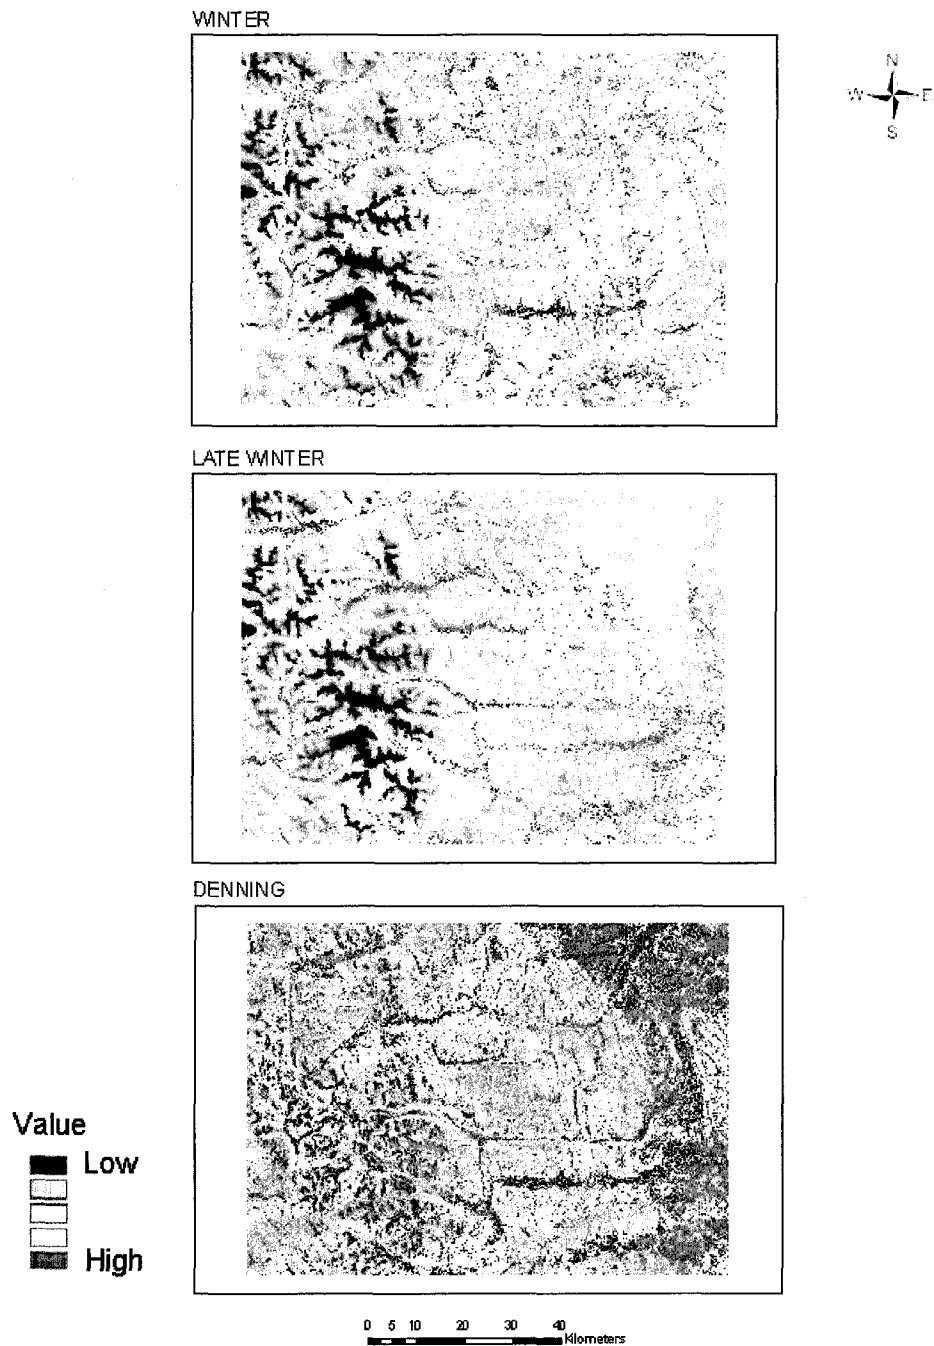 WINTER
N
W E
S
LATE WINTER
DENNING
Value
Low
High
0 5 10 20 30 40
Kilometers